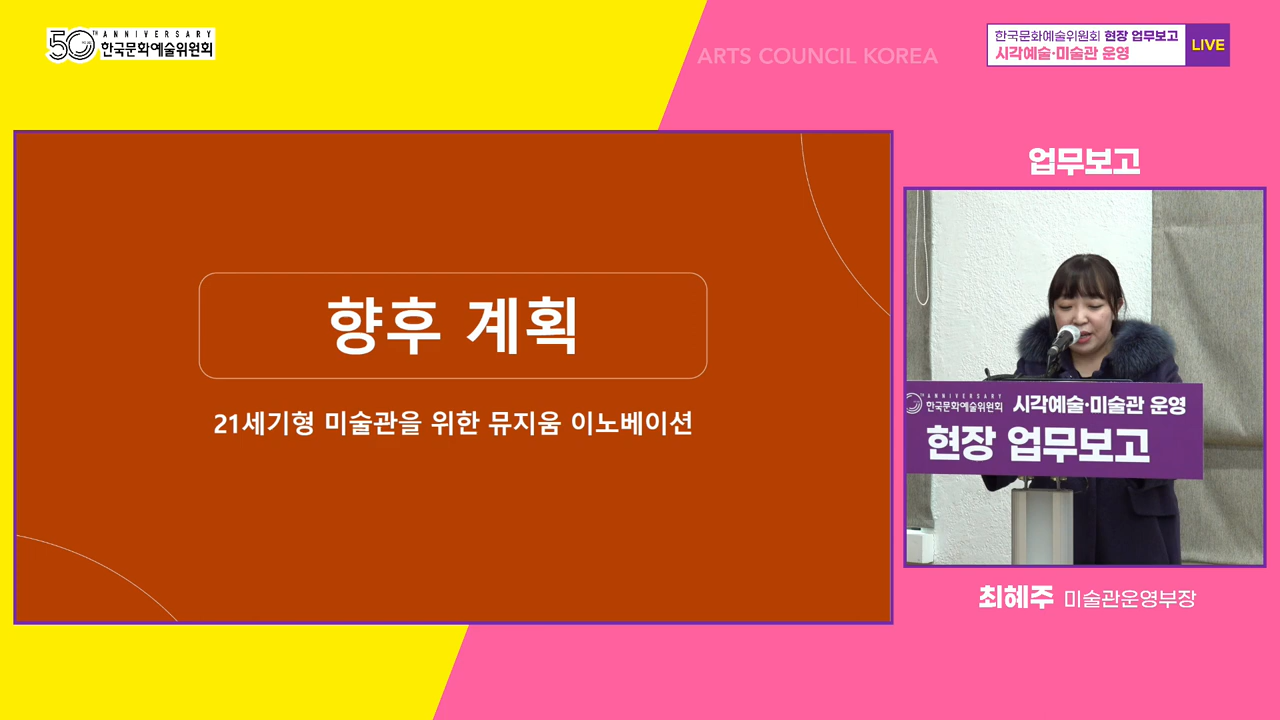 50TH ANNIVERSARY
한국문화예술위원회
ARTS COUNCIL KOREA
한국문화예술위원회 현장 업무보고
시각예술·미술관 운영
LIVE
향후 계획
21세기형 미술관을 위한 뮤지움 이노베이션
업무보고
ANNIVERSARY
한국문화예술위원회
시각예술·미술관 운영
현장 업무보고
최혜주 미술관운영부장